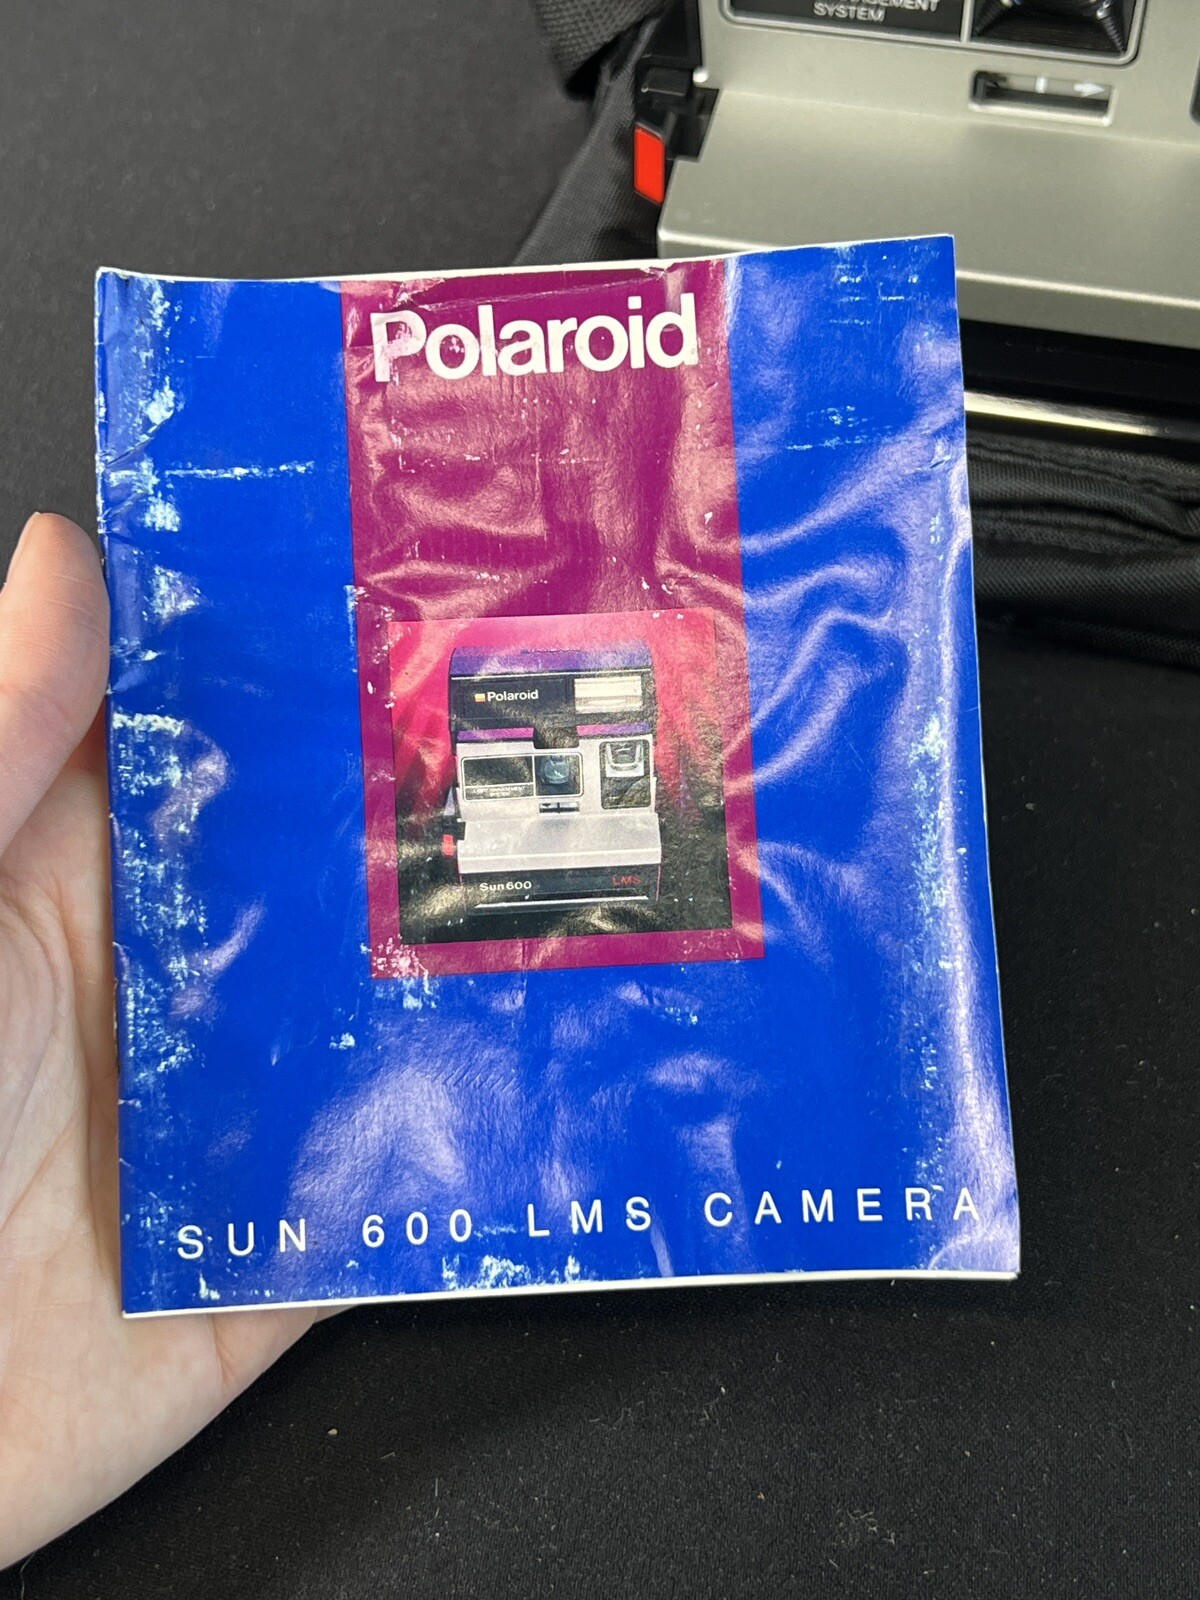 SYSTEM
Polaroid
Polaroid
Sun600 LMS
SUN 600 LMS CAMERA